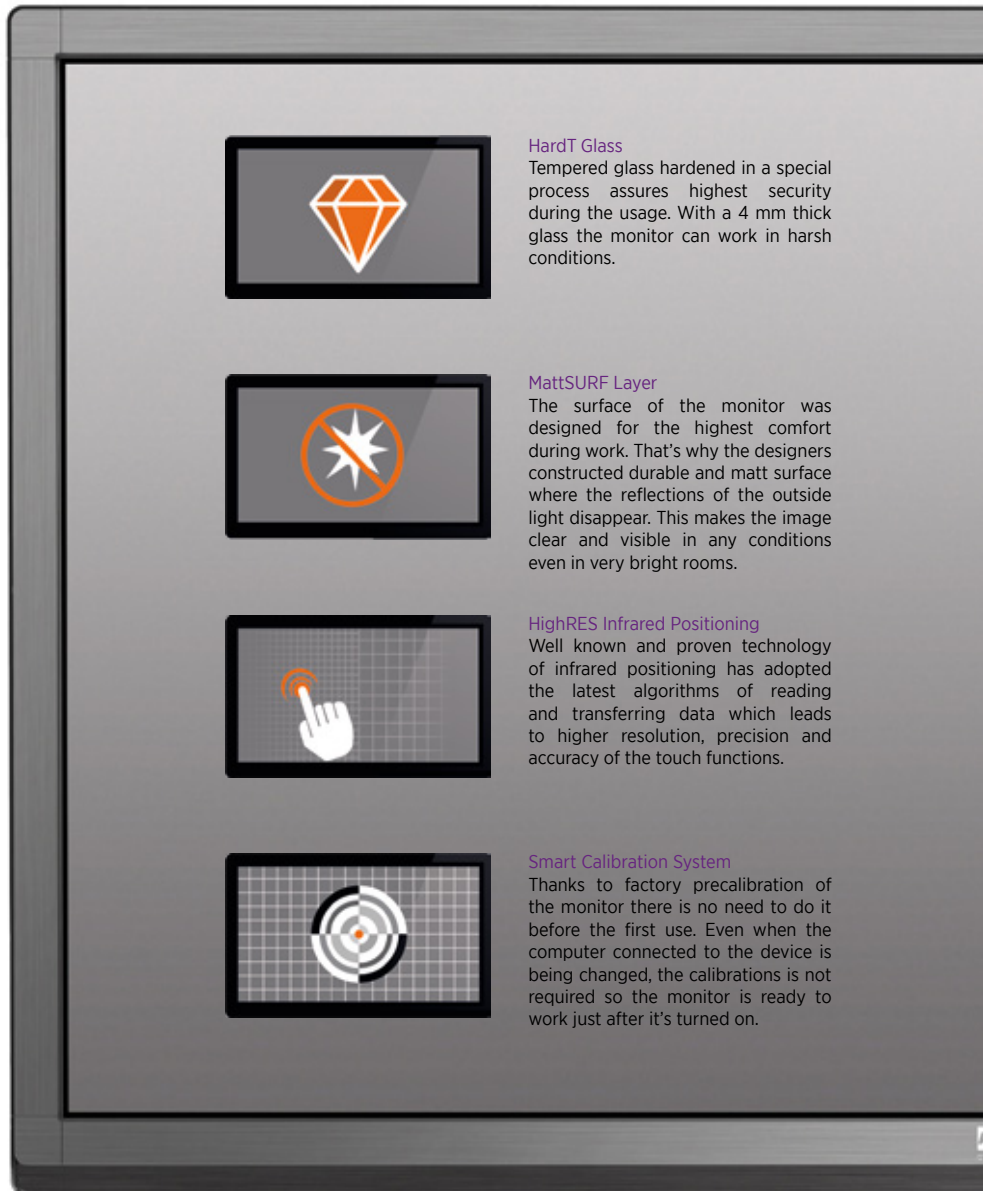 HardT Glass
Tempered glass hardened in a special
process assures highest security
during the usage. With a 4 mm thick
glass the monitor can work in harsh
conditions.
MattSURF Layer
The surface of the monitor was
designed for the highest comfort
during work. That's why the designers
constructed durable and matt surface
where the reflections of the outside
light disappear. This makes the image
clear and visible in any conditions
even in very bright rooms.
HighRES Infrared Positioning
Well known and proven technology
of infrared positioning has adopted
the latest algorithms of reading
and transferring data which leads
to higher resolution, precision and
accuracy of the touch functions.
Smart Calibration System
Thanks to factory precalibration of
the monitor there is no need to do it
before the first use. Even when the
computer connected to the device is
being changed, the calibrations is not
required so the monitor is ready to
work just after it's turned on.